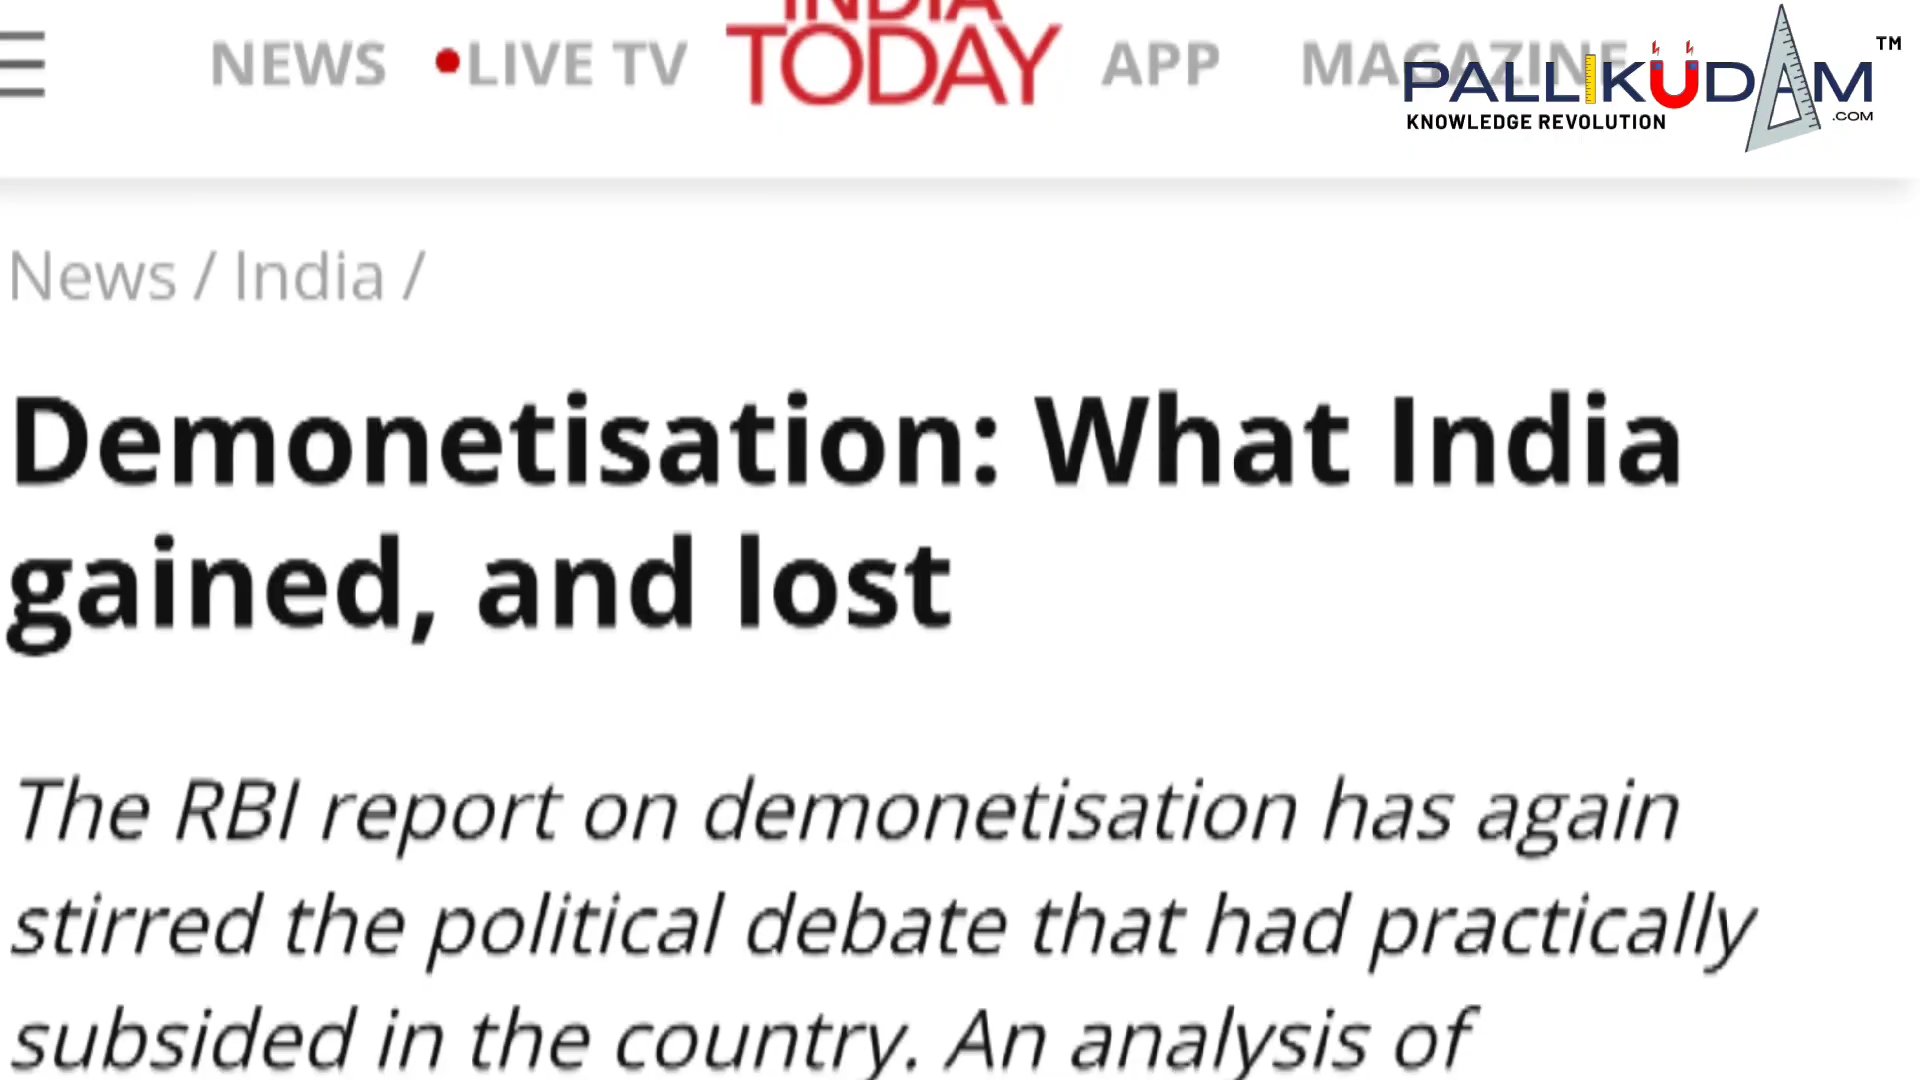 INDIA
NEWS LIVE TV TODAY APP MAGAZINE
PALLIKUDAM TM
KNOWLEDGE REVOLUTION .COM
News / India /
Demonetisation: What India
gained, and lost
The RBI report on demonetisation has again
stirred the political debate that had practically
subsided in the country. An analysis of